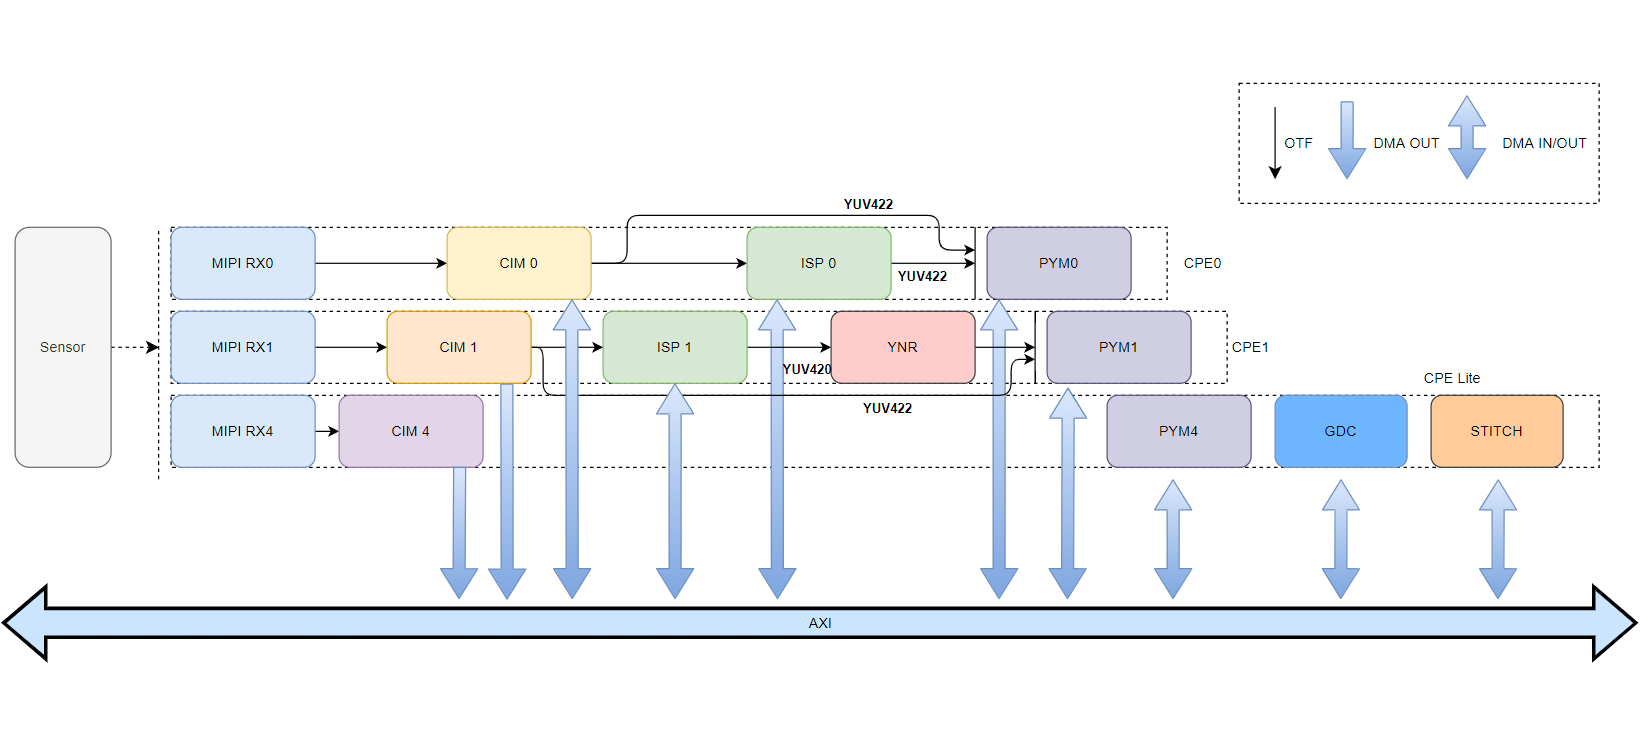 OTF
DMA OUT
DMA IN/OUT
YUV422
Sensor
MIPI RX0
CIM 0
ISP 0
YUV422
PYM0
CPE0
MIPI RX1
CIM 1
ISP 1
YUV420
YNR
PYM1
CPE1
YUV422
CPE Lite
MIPI RX4
CIM 4
PYM4
GDC
STITCH
AXI